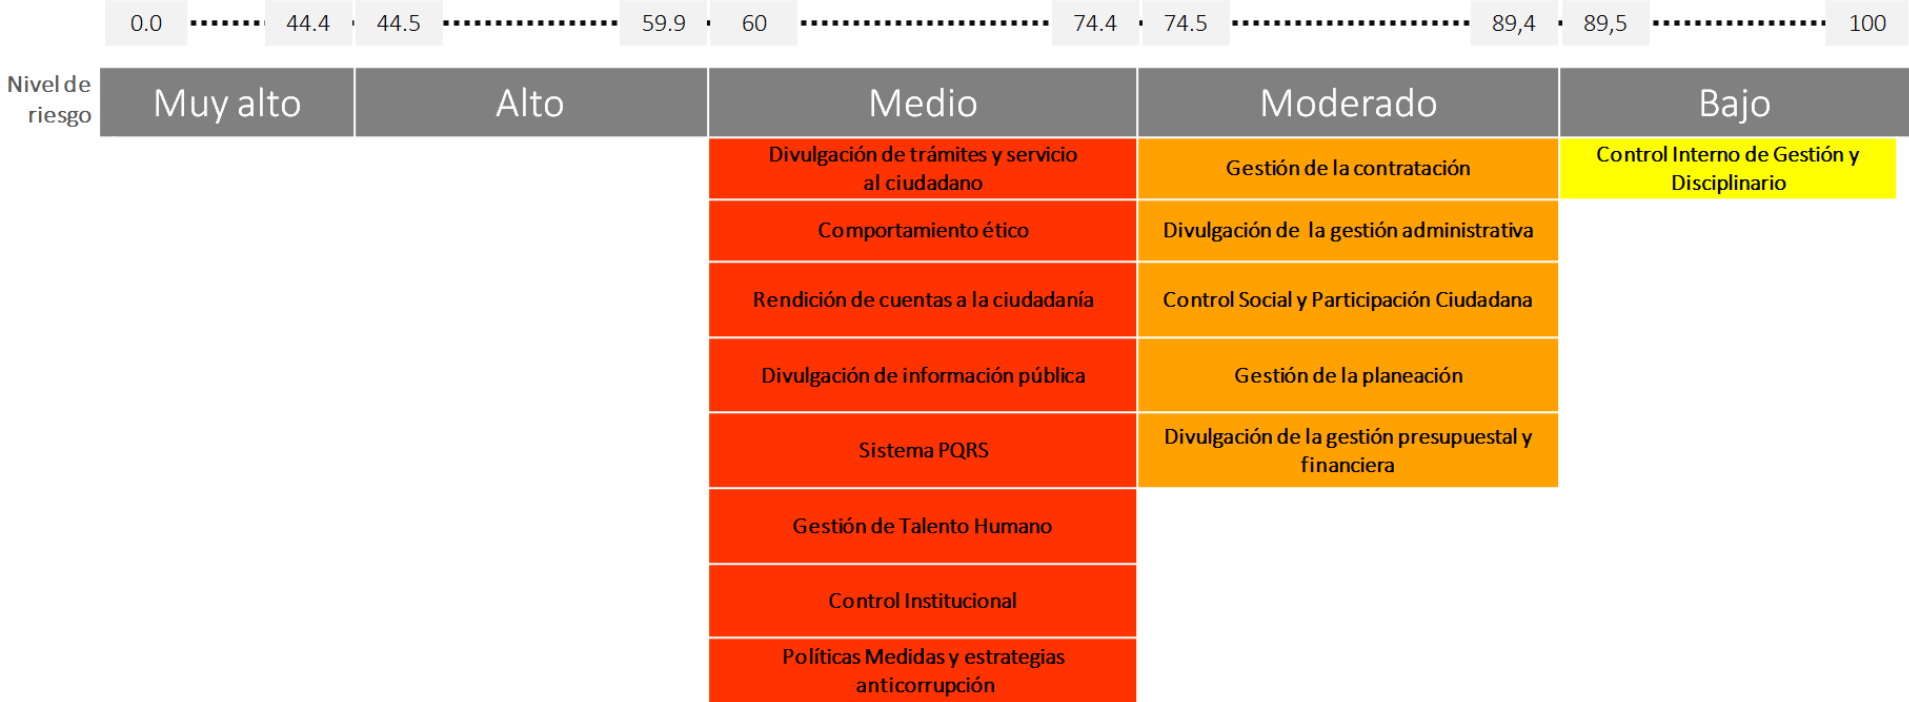 0.0 44.4 44.5 59.9 60 74.4 74.5 89,4 89,5 100
Nivel de
riesgo
Muy alto Alto Medio Moderado Bajo
Divulgación de trámites y servicio
al ciudadano
Gestión de la contratación
Control Interno de Gestión y
Disciplinario
Comportamiento ético
Divulgación de la gestión administrativa
Rendición de cuentas a la ciudadanía
Control Social y Participación Ciudadana
Divulgación de información pública
Gestión de la planeación
Sistema PQRS
Divulgación de la gestión presupuestal y
financiera
Gestión de Talento Humano
Control Institucional
Políticas Medidas y estrategias
anticorrupción